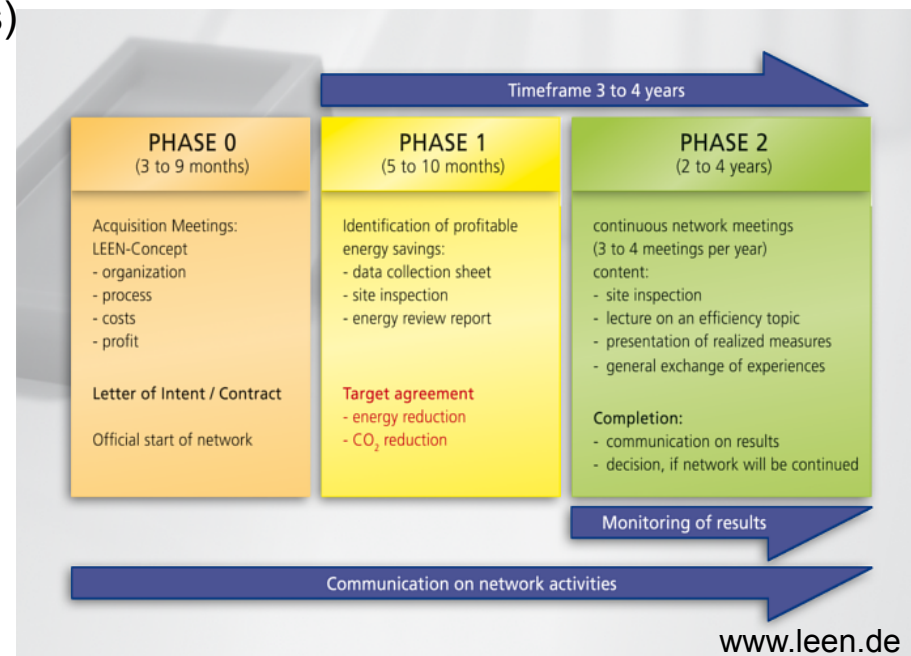 s)
Timeframe 3 to 4 years
PHASE 0
(3 to 9 months)
Acquisition Meetings:
LEEN-Concept
- organization
- process
- costs
- profit
Letter of Intent / Contract
Official start of network
PHASE 1
(5 to 10 months)
Identification of profitable
energy savings:
- data collection sheet
- site inspection
- energy review report
Target agreement
- energy reduction
- CO₂ reduction
PHASE 2
(2 to 4 years)
continuous network meetings
(3 to 4 meetings per year)
content:
- site inspection
- lecture on an efficiency topic
- presentation of realized measures
- general exchange of experiences
Completion:
- communication on results
- decision, if network will be continued
Monitoring of results
Communication on network activities
www.leen.de